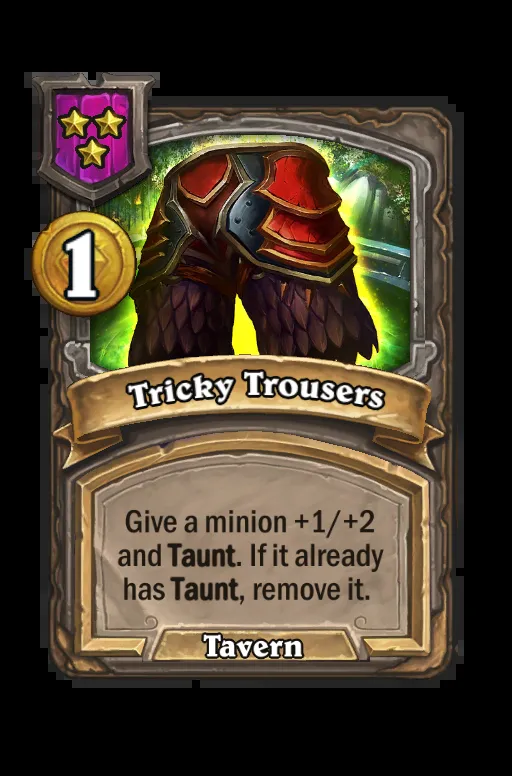 1
Tricky Trousers
Give a minion +1/+2
and Taunt. If it already
has Taunt, remove it.
Tavern